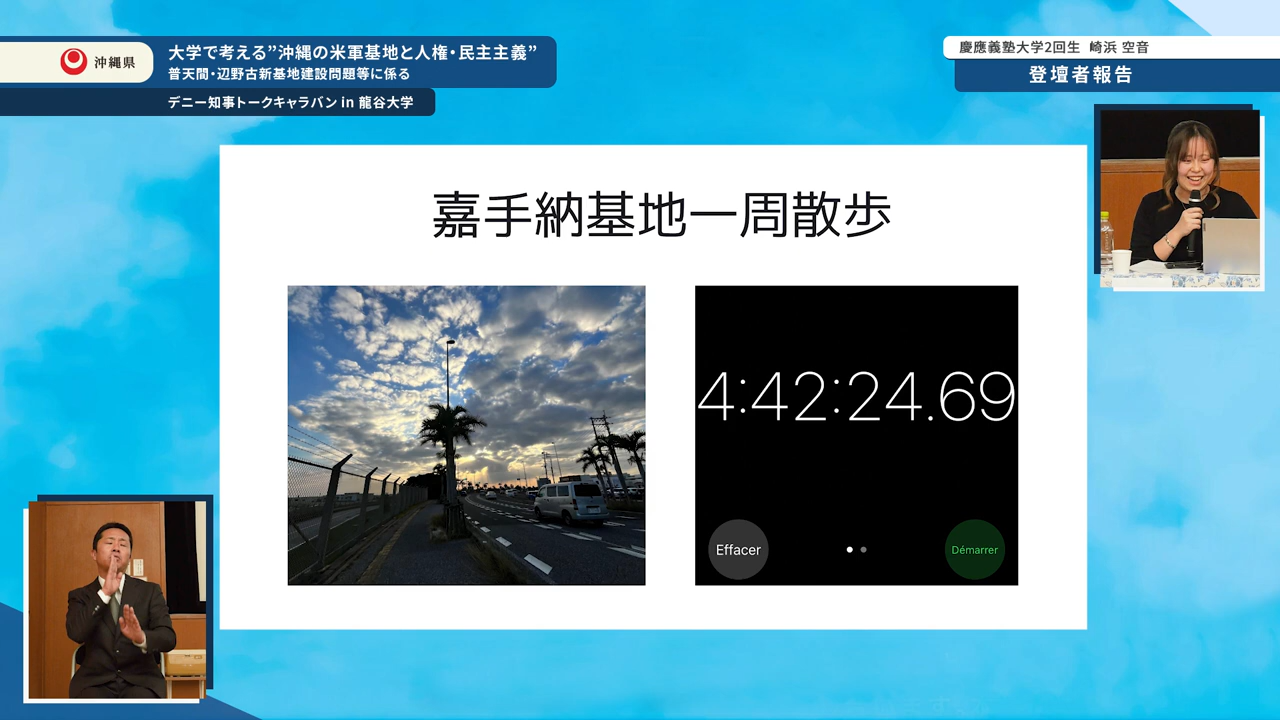 沖縄県
大学で考える”沖縄の米軍基地と人権・民主主義”
普天間・辺野古新基地建設問題等に係る
デニー知事トークキャラバン in 龍谷大学
慶應義塾大学2回生 崎浜 空音
登壇者報告
嘉手納基地一周散歩
4:42:24.69
Effacer
Démarrer